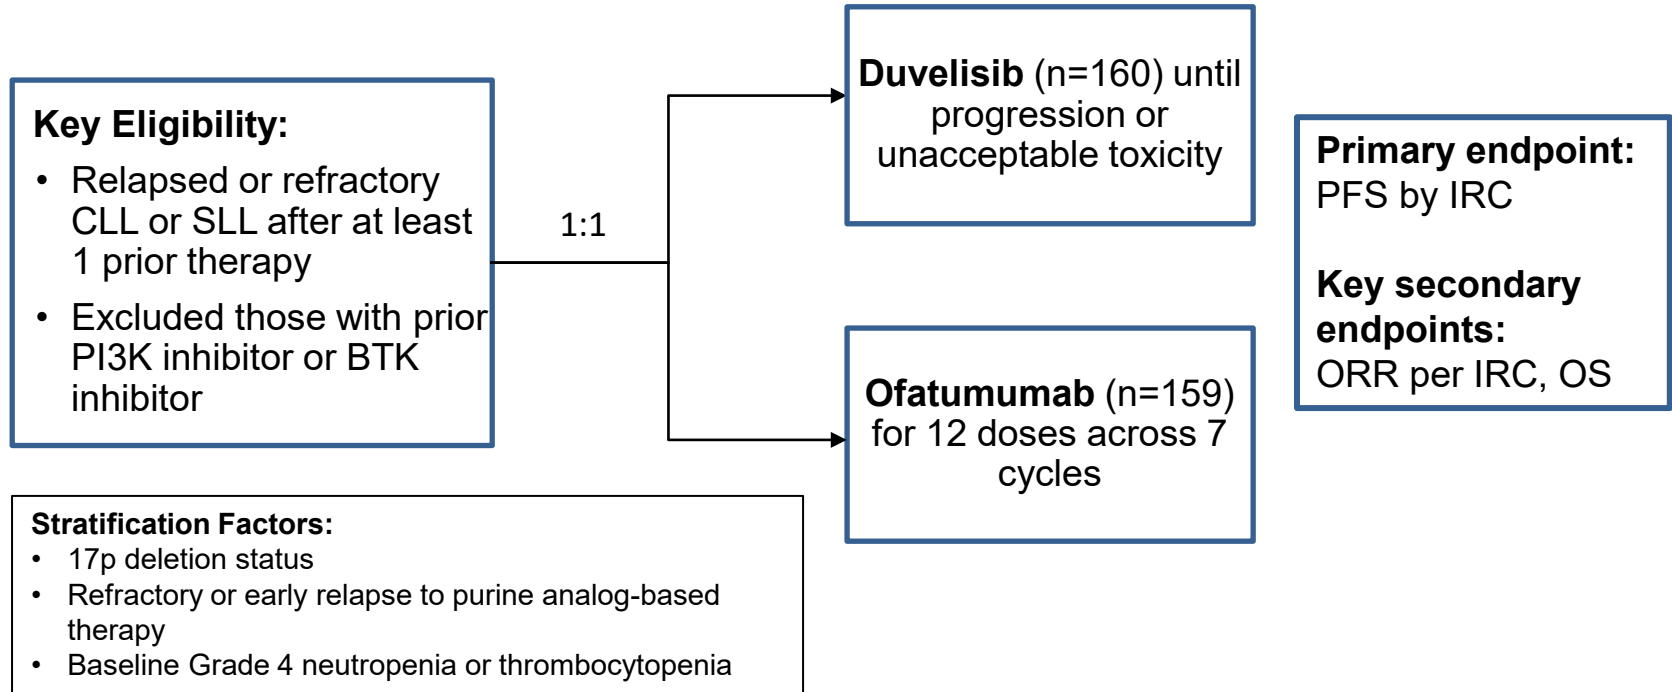 Key Eligibility:
• Relapsed or refractory
CLL or SLL after at least
1 prior therapy
• Excluded those with prior
PI3K inhibitor or BTK
inhibitor
1:1
Duvelisib (n=160) until
progression or
unacceptable toxicity
Ofatumumab (n=159)
for 12 doses across 7
cycles
Primary endpoint:
PFS by IRC
Key secondary
endpoints:
ORR per IRC, OS
Stratification Factors:
• 17p deletion status
• Refractory or early relapse to purine analog-based
therapy
• Baseline Grade 4 neutropenia or thrombocytopenia